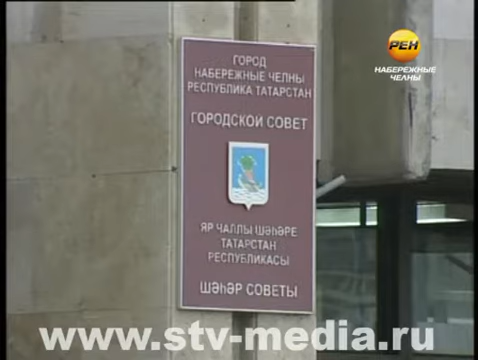 РЕН
НАБЕРЕЖНЫЕ
ЧЕЛНЫ
ГОРОД
НАБЕРЕЖНЫЕ ЧЕЛНЫ
РЕСПУБЛИКА ТАТАРСТАН
ГОРОДСКОЙ СОВЕТ
ЯР ЧАЛЛЫ ШӘҺӘРЕ
ТАТАРСТАН
РЕСПУБЛИКАСЫ
ШӘҺӘР СОВЕТЫ
www.stv-media.ru